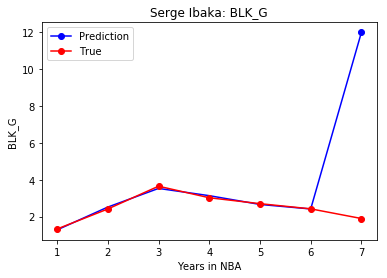 Serge Ibaka: BLK_G
Prediction
True
BLK_G
12
10
8
6
4
2
1 2 3 4 5 6 7
Years in NBA